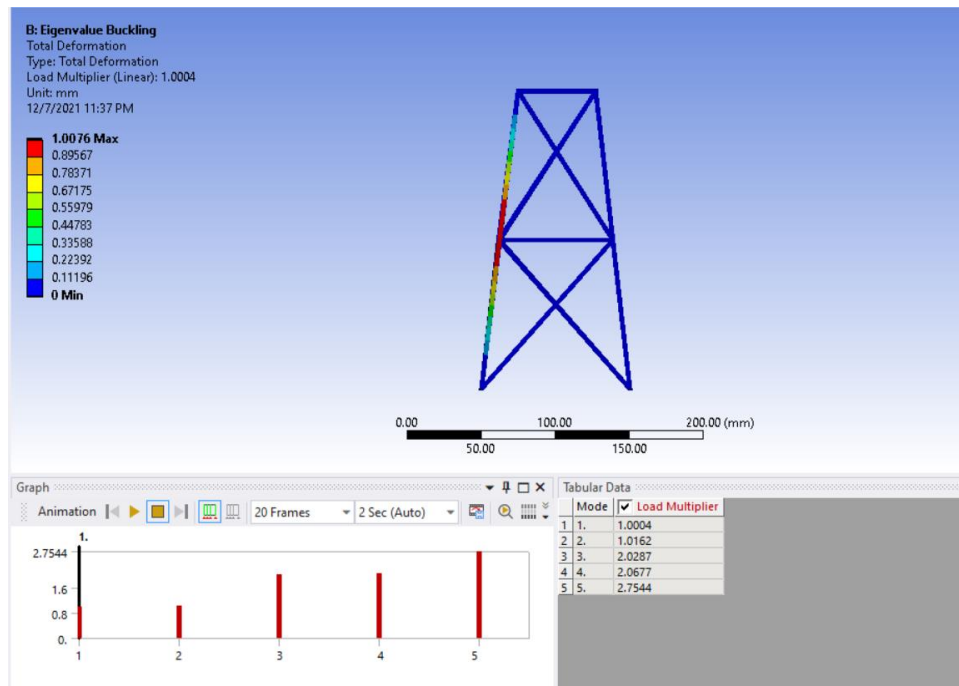 B: Eigenvalue Buckling
Total Deformation
Type: Total Deformation
Load Multiplier (Linear): 1.0004
Unit: mm
12/7/2021 11:37 PM
1.0076 Max
0.89567
0.78371
0.67175
0.55979
0.44783
0.33588
0.22392
0.11196
0 Min
0.00 100.00 200.00 (mm)
50.00 150.00
Graph
Animation 20 Frames 2 Sec (Auto)
1.
2.7544
1.6
0.8
0.
1 2 3 4 5
Tabular Data
Mode Load Multiplier
1 1. 1.0004
2 2. 1.0162
3 3. 2.0287
4 4. 2.0677
5 5. 2.7544